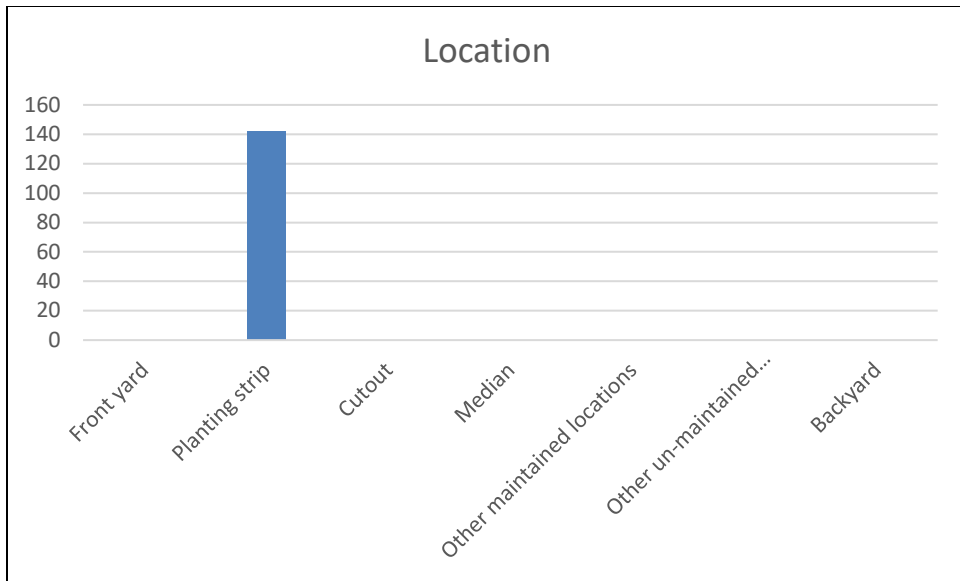 Location
160
140
120
100
80
60
40
20
0
Front yard
Planting strip
Cutout
Median
Other maintained locations
Other un-maintained...
Backyard